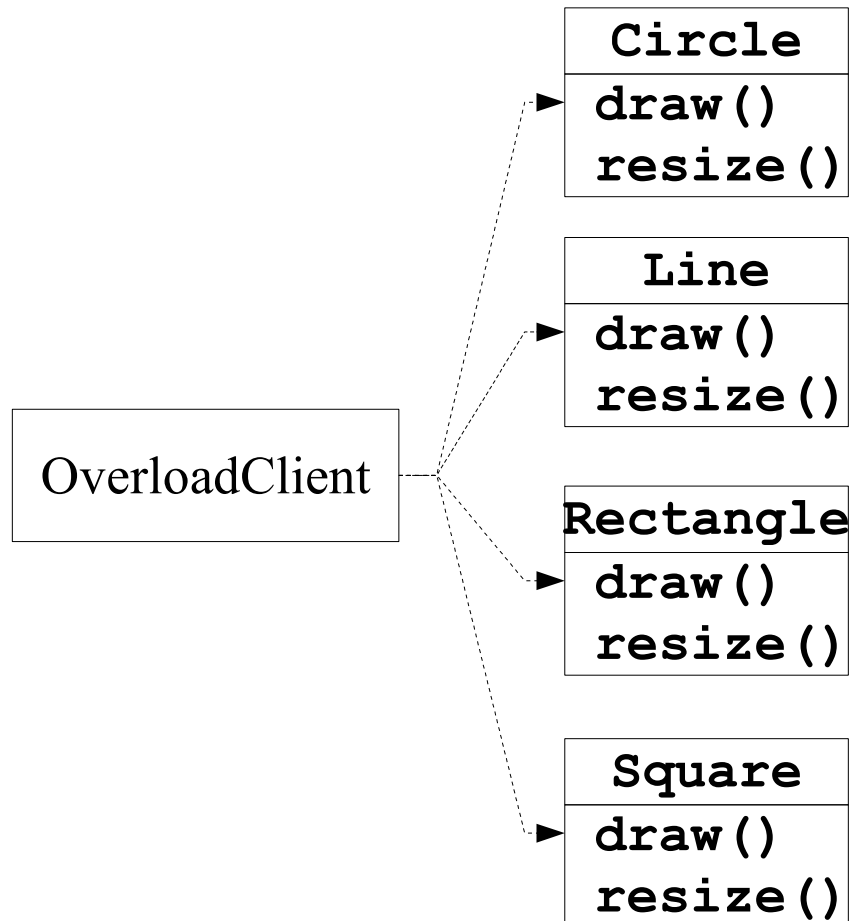 Circle
draw()
resize()
Line
draw()
resize()
OverloadClient
Rectangle
draw()
resize()
Square
draw()
resize()